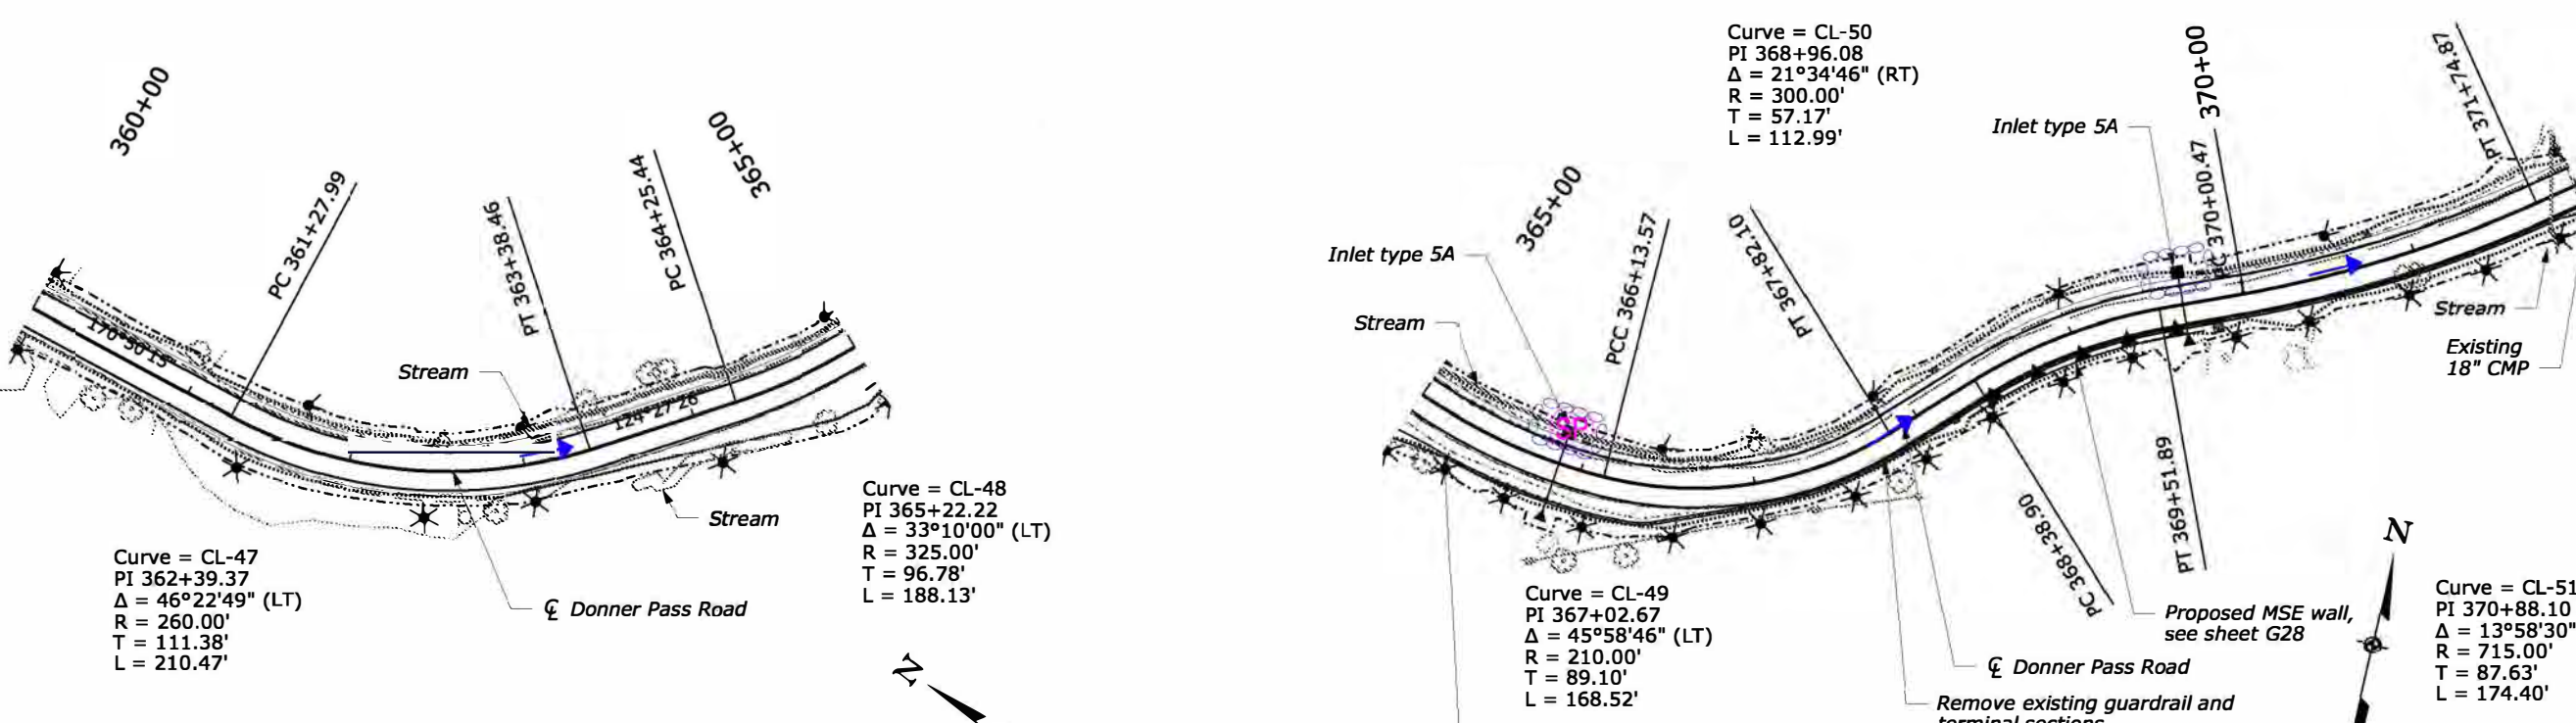 360+00
PC 361+27.99
PT 363+38.46
PC 364+25.44
365+00
Stream
124°27'26"
Stream
Curve = CL-47
PI 362+39.37
Δ = 46°22'49" (LT)
R = 260.00'
T = 111.38'
L = 210.47'
℄ Donner Pass Road
Curve = CL-48
PI 365+22.22
Δ = 33°10'00" (LT)
R = 325.00'
T = 96.78'
L = 188.13'
N
Curve = CL-50
PI 368+96.08
Δ = 21°34'46" (RT)
R = 300.00'
T = 57.17'
L = 112.99'
Inlet type 5A
370+00
PC 370+00.47
PT 371+74.87
365+00
Inlet type 5A
Stream
SP
PCC 366+13.57
PT 367+82.10
PC 368+38.90
PT 369+51.89
Stream
Existing
18" CMP
Curve = CL-49
PI 367+02.67
Δ = 45°58'46" (LT)
R = 210.00'
T = 89.10'
L = 168.52'
Proposed MSE wall,
see sheet G28
℄ Donner Pass Road
Remove existing guardrail and
terminal sections
N
Curve = CL-51
PI 370+88.10
Δ = 13°58'30"
R = 715.00'
T = 87.63'
L = 174.40'